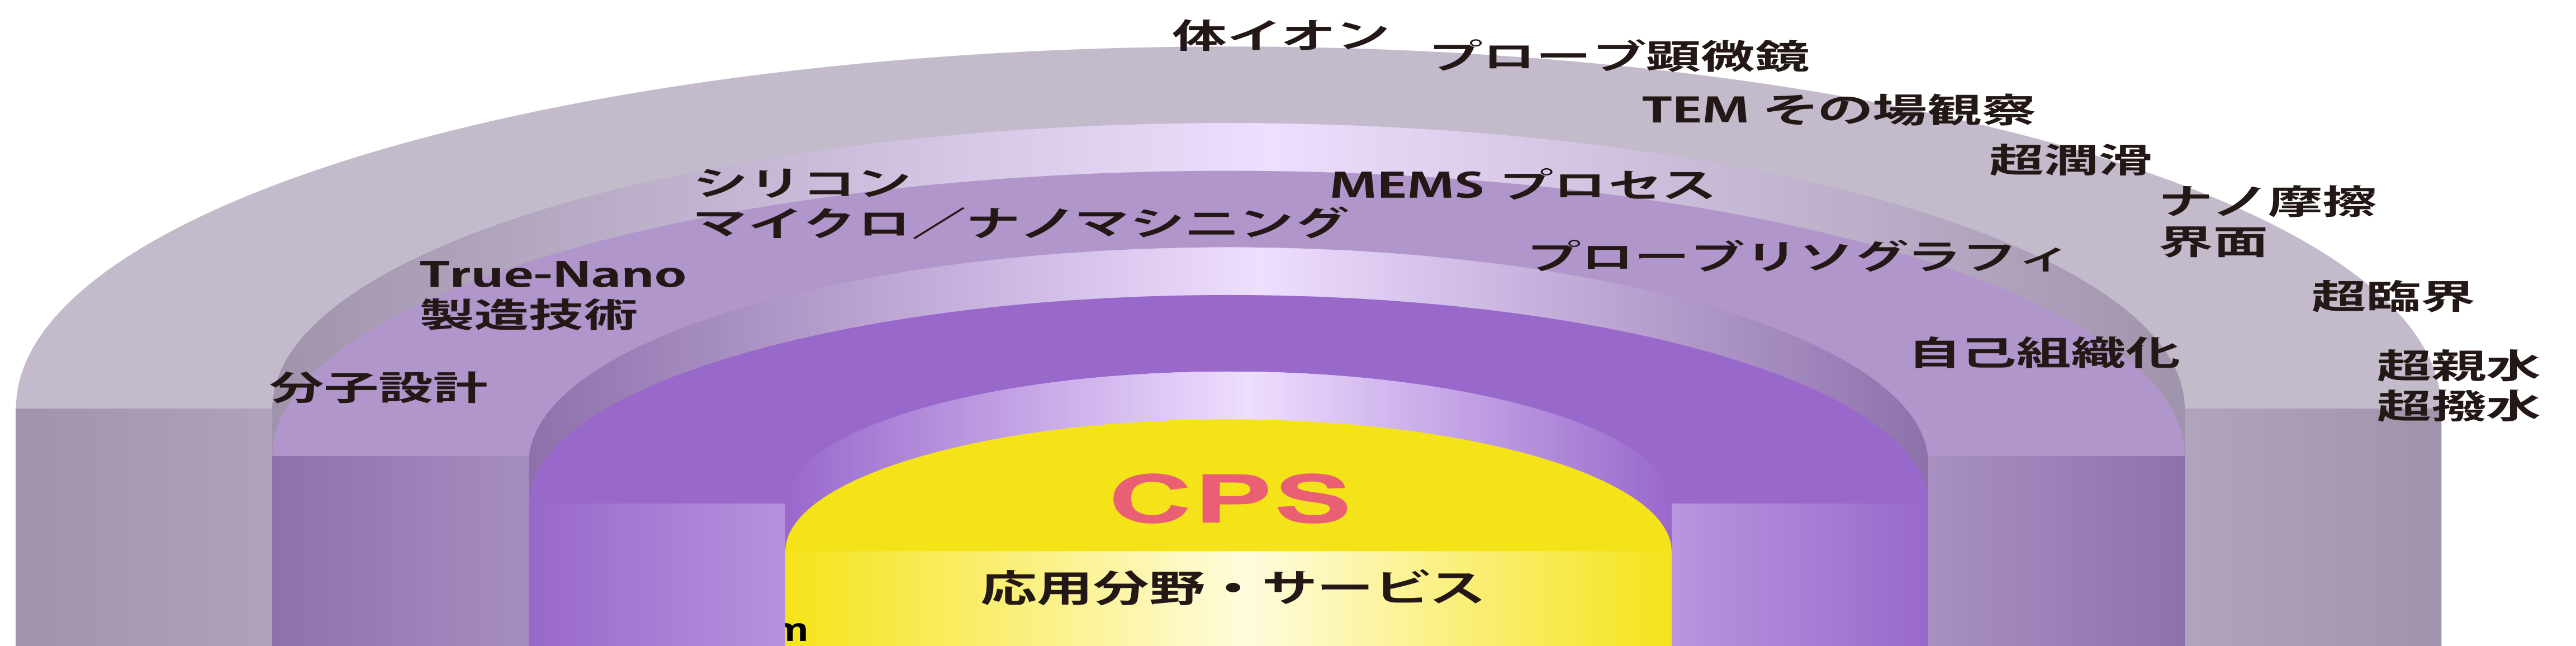 体イオン
プローブ顕微鏡
TEM その場観察
超潤滑
ナノ摩擦
界面
超臨界
超親水
超撥水
シリコン
マイクロ／ナノマシニング
MEMS プロセス
プローブリソグラフィ
自己組織化
True-Nano
製造技術
分子設計
CPS
応用分野・サービス
m